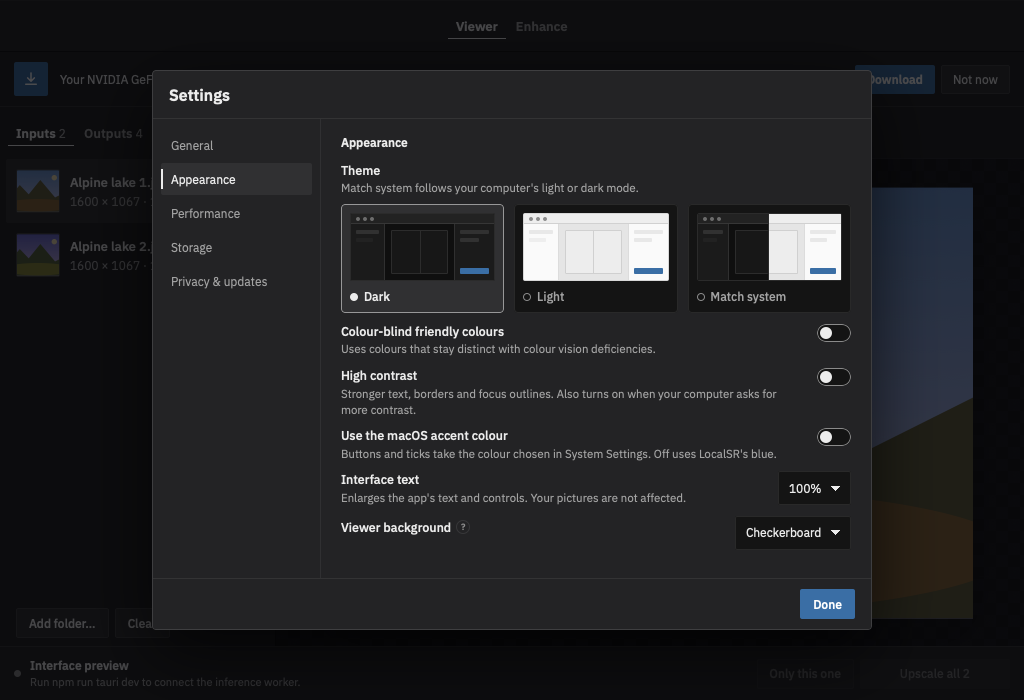 Viewer Enhance
Your NVIDIA GeF
Download Not now
Settings
Inputs 2 Outputs 4
General
Appearance
Performance
Storage
Privacy & updates
Alpine lake 1.j
1600 × 1067 ·
Alpine lake 2.j
1600 × 1067 ·
Appearance
Theme
Match system follows your computer's light or dark mode.
Dark Light Match system
Colour-blind friendly colours
Uses colours that stay distinct with colour vision deficiencies.
High contrast
Stronger text, borders and focus outlines. Also turns on when your computer asks for
more contrast.
Use the macOS accent colour
Buttons and ticks take the colour chosen in System Settings. Off uses LocalSR's blue.
Interface text
Enlarges the app's text and controls. Your pictures are not affected.
100%
Viewer background ?
Checkerboard
Done
Add folder...
Interface preview
Run npm run tauri dev to connect the inference worker.
Only this one Upscale all 2